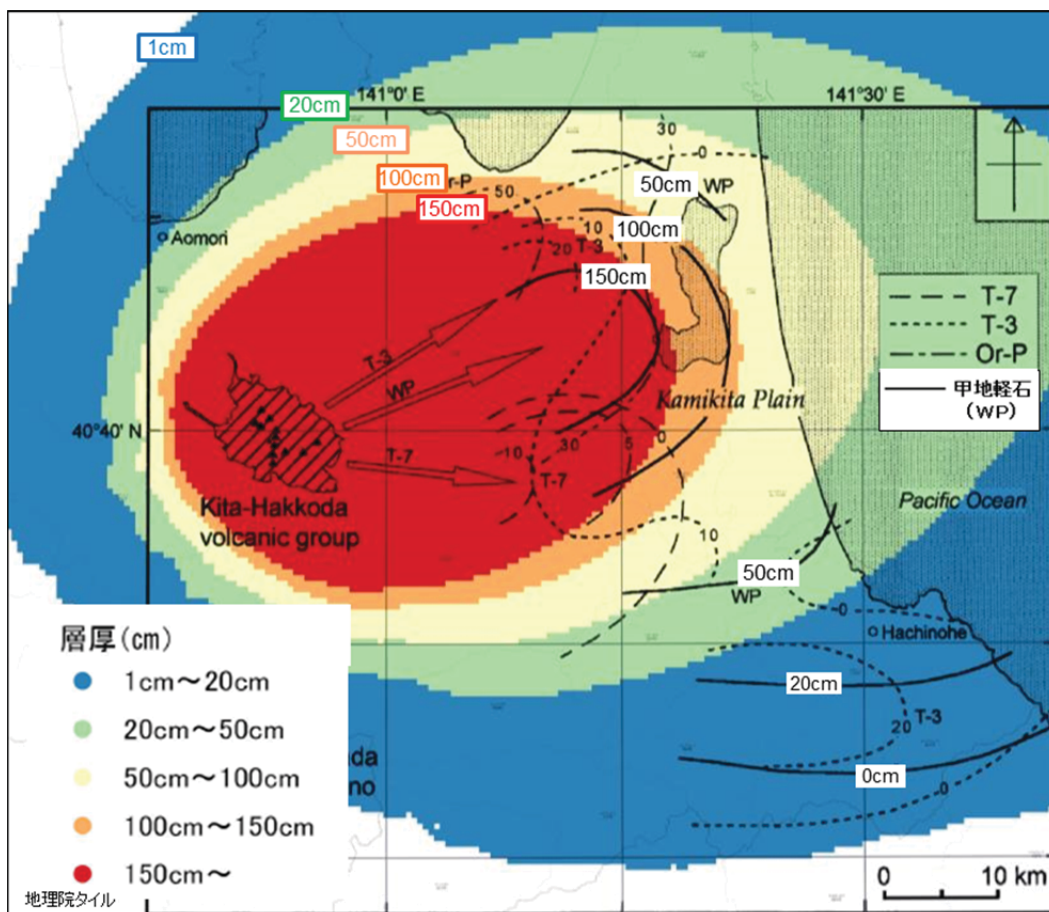 1cm
20cm
141°0' E
141°30' E
50cm
30
0
100cm
Or-P
50
50cm
WP
150cm
10
100cm
Aomori
20
T-3
150cm
T-7
T-3
Or-P
甲地軽石
(WP)
T-3
WP
Kamikita Plain
40°40' N
T-7
10
30
5
0
T-7
Kita-Hakkoda
volcanic group
Pacific Ocean
10
50cm
WP
0
Hachinohe
層厚(cm)
1cm~20cm
20cm~50cm
50cm~100cm
100cm~150cm
150cm~
20cm
T-3
20
ada
no
0cm
0
0
10 km
地理院タイル